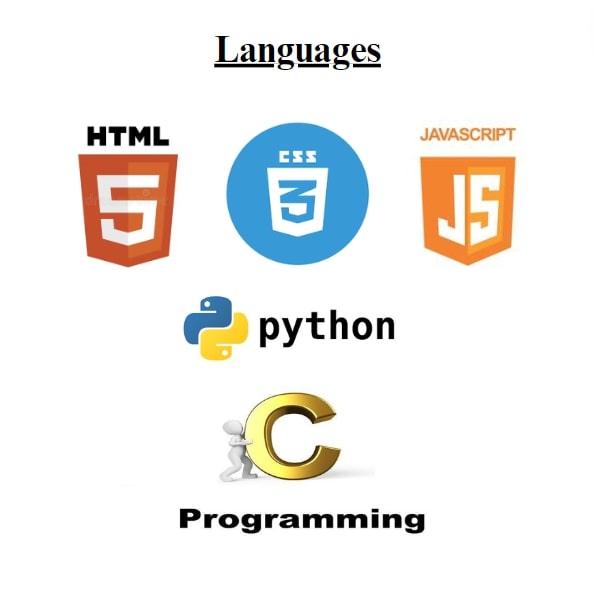 Languages
HTML
5
CSS
3
JAVASCRIPT
JS
python
C
Programming